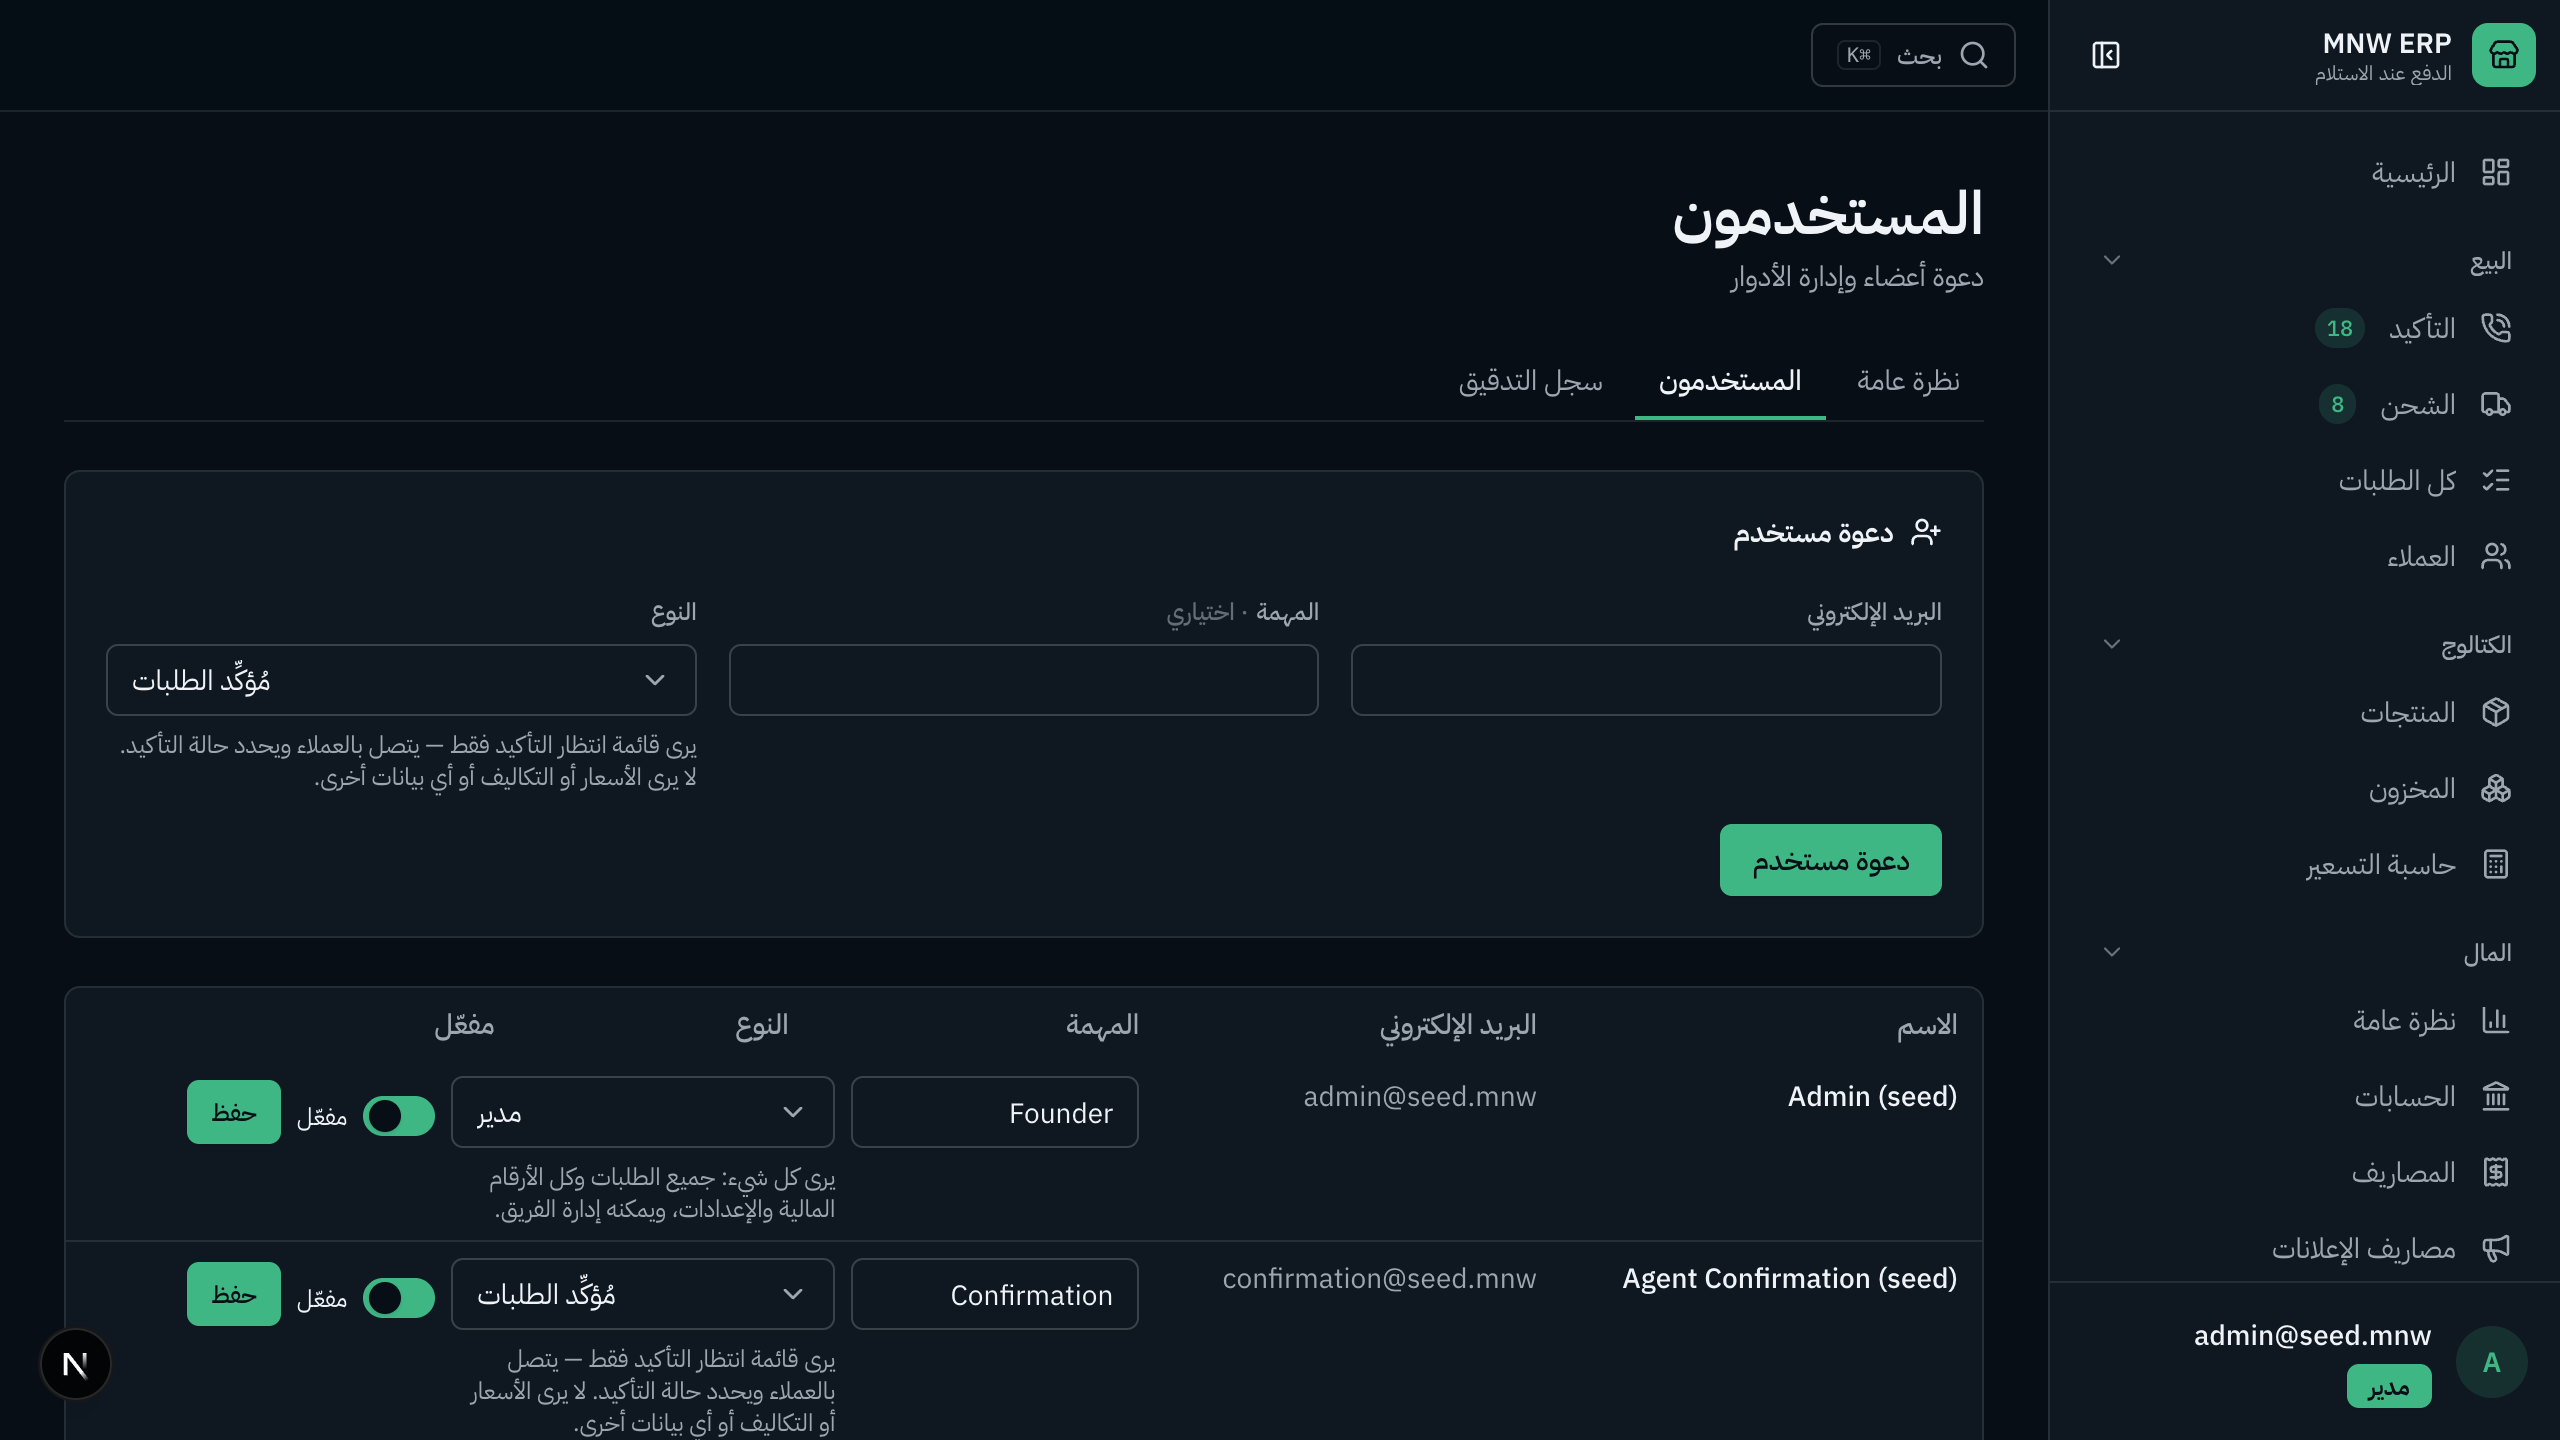 MNW ERP
الدفع عند الاستلام
الرئيسية
البيع
التأكيد 18
الشحن 8
كل الطلبات
العملاء
الكتالوج
المنتجات
المخزون
حاسبة التسعير
المال
نظرة عامة
الحسابات
المصاريف
مصاريف الإعلانات
A
admin@seed.mnw
مدير
بحث ⌘K
المستخدمون
دعوة أعضاء وإدارة الأدوار
نظرة عامة المستخدمون سجل التدقيق
دعوة مستخدم
البريد الإلكتروني
المهمة · اختياري
النوع
مُؤكِّد الطلبات
يرى قائمة انتظار التأكيد فقط — يتصل بالعملاء ويحدد حالة التأكيد.
لا يرى الأسعار أو التكاليف أو أي بيانات أخرى.
دعوة مستخدم
الاسم البريد الإلكتروني المهمة النوع مفعّل
Admin (seed) admin@seed.mnw Founder مدير مفعّل حفظ
يرى كل شيء: جميع الطلبات وكل الأرقام
المالية والإعدادات، ويمكنه إدارة الفريق.
Agent Confirmation (seed) confirmation@seed.mnw Confirmation مُؤكِّد الطلبات مفعّل حفظ
يرى قائمة انتظار التأكيد فقط — يتصل
بالعملاء ويحدد حالة التأكيد. لا يرى الأسعار
أو التكاليف أو أي بيانات أخرى.
N